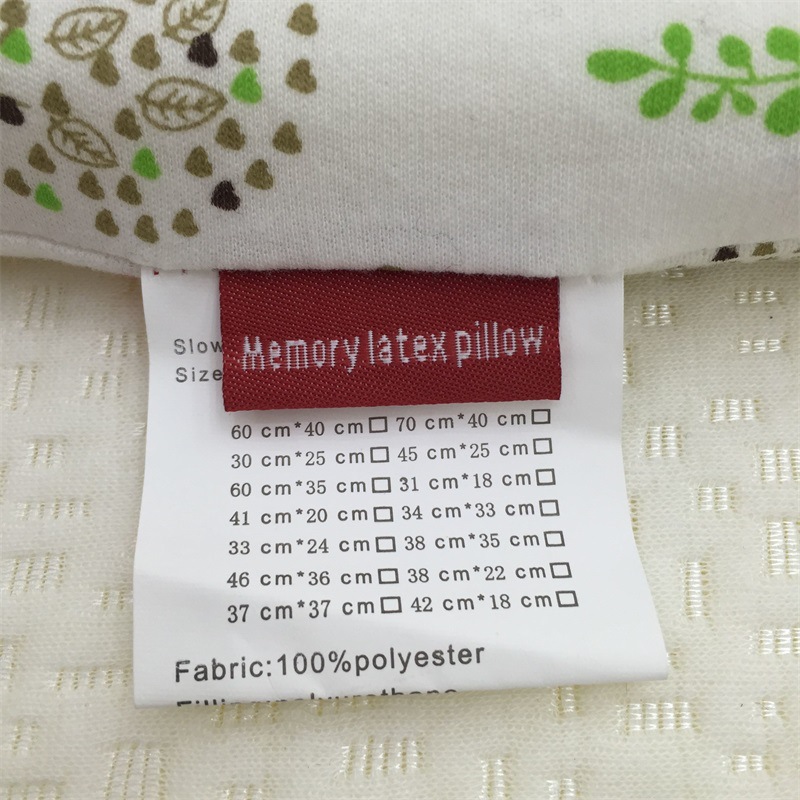 Memory latex pillow
Slow
Size
60 cm*40 cm□ 70 cm*40 cm□
30 cm*25 cm□ 45 cm*25 cm□
60 cm*35 cm□ 31 cm*18 cm□
41 cm*20 cm□ 34 cm*33 cm□
33 cm*24 cm□ 38 cm*35 cm□
46 cm*36 cm□ 38 cm*22 cm□
37 cm*37 cm□ 42 cm*18 cm□
Fabric:100%polyester